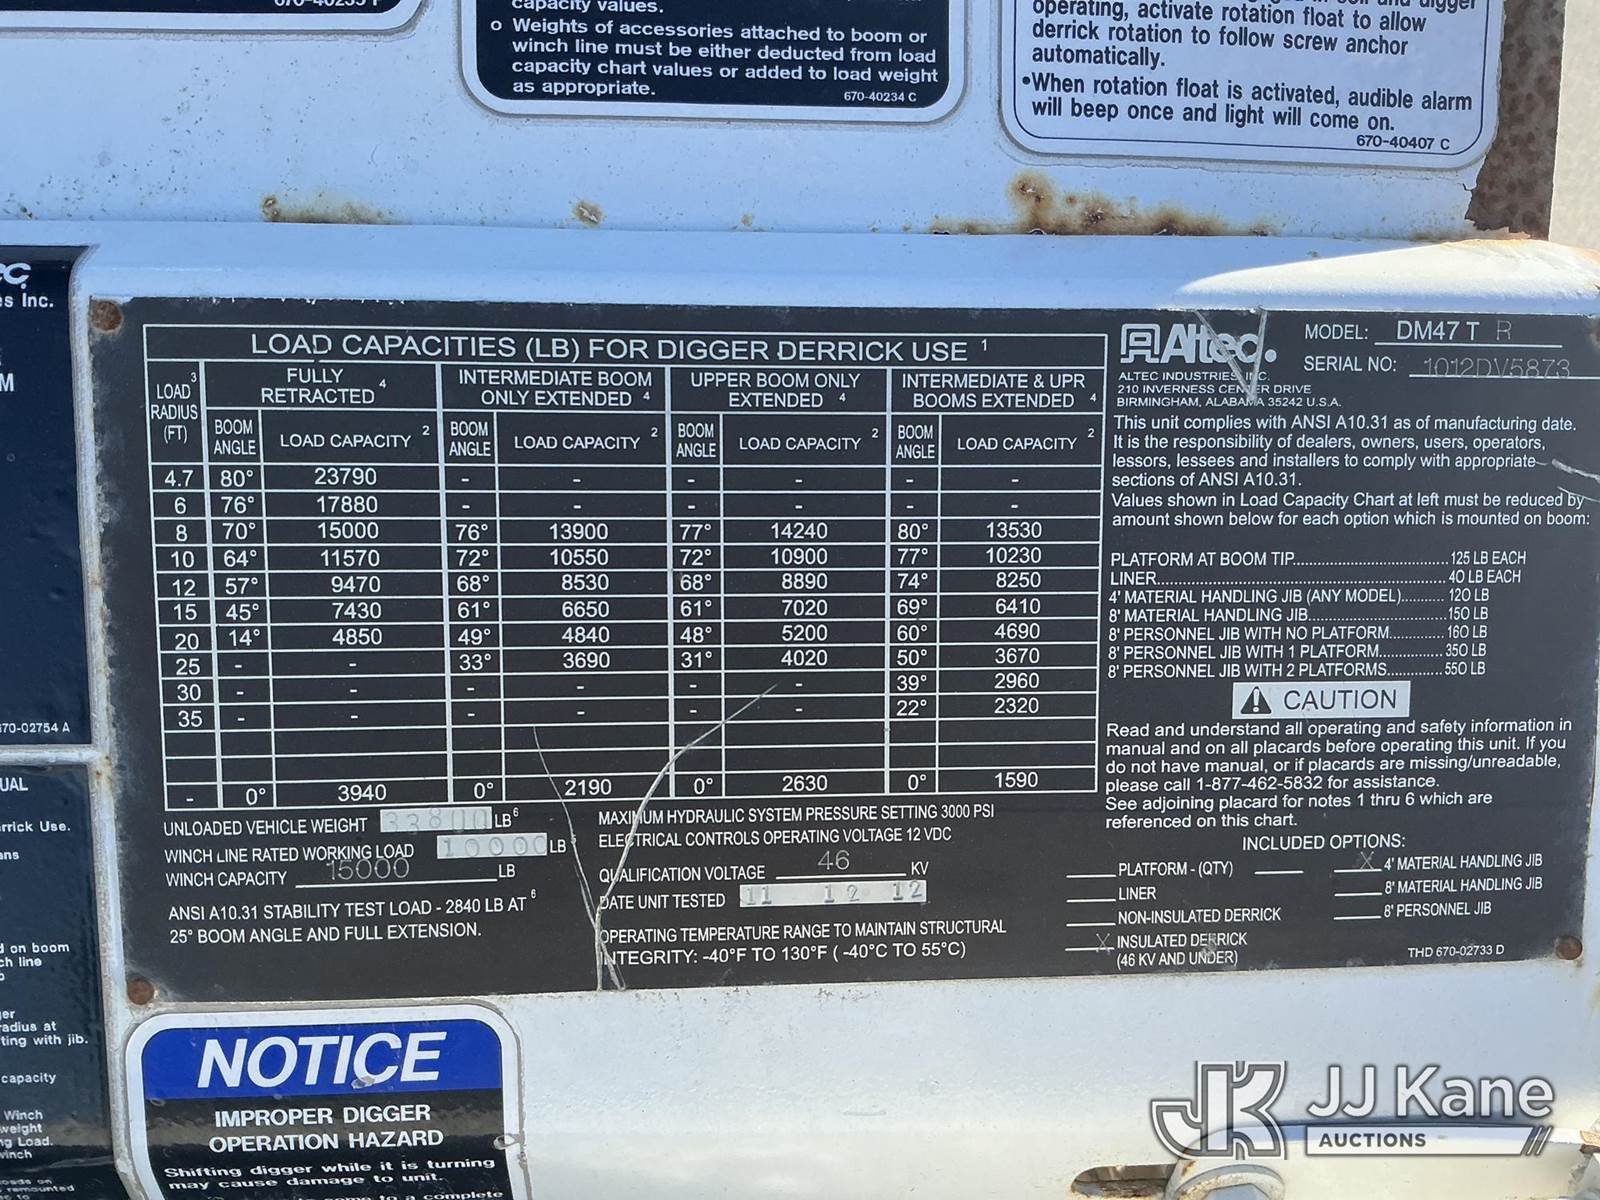 capacity values.
o Weights of accessories attached to boom or
winch line must be either deducted from load
capacity chart values or added to load weight
as appropriate.
670-40234 C
operating, activate rotation float to allow
derrick rotation to follow screw anchor
automatically.
•When rotation float is activated, audible alarm
will beep once and light will come on.
670-40407 C
s Inc.
670-02754 A
LOAD CAPACITIES (LB) FOR DIGGER DERRICK USE 1
LOAD RADIUS (FT) 3 FULLY RETRACTED 4 INTERMEDIATE BOOM ONLY EXTENDED 4 UPPER BOOM ONLY EXTENDED 4 INTERMEDIATE & UPR BOOMS EXTENDED 4
BOOM ANGLE LOAD CAPACITY 2 BOOM ANGLE LOAD CAPACITY 2 BOOM ANGLE LOAD CAPACITY 2 BOOM ANGLE LOAD CAPACITY 2
4.7 80° 23790 - - - - - -
6 76° 17880 - - - - - -
8 70° 15000 76° 13900 77° 14240 80° 13530
10 64° 11570 72° 10550 72° 10900 77° 10230
12 57° 9470 68° 8530 68° 8890 74° 8250
15 45° 7430 61° 6650 61° 7020 69° 6410
20 14° 4850 49° 4840 48° 5200 60° 4690
25 - - 33° 3690 31° 4020 50° 3670
30 - - - - - - 39° 2960
35 - - - - - - 22° 2320
- 0° 3940 0° 2190 0° 2630 0° 1590
UNLOADED VEHICLE WEIGHT 33800 LB 6
WINCH LINE RATED WORKING LOAD 10000 LB
WINCH CAPACITY 15000 LB
ANSI A10.31 STABILITY TEST LOAD - 2840 LB AT 6
25° BOOM ANGLE AND FULL EXTENSION.
MAXIMUM HYDRAULIC SYSTEM PRESSURE SETTING 3000 PSI
ELECTRICAL CONTROLS OPERATING VOLTAGE 12 VDC
QUALIFICATION VOLTAGE 46 KV
DATE UNIT TESTED 11 12 12
OPERATING TEMPERATURE RANGE TO MAINTAIN STRUCTURAL
INTEGRITY: -40°F TO 130°F ( -40°C TO 55°C)
Altec.
MODEL: DM47 T R
SERIAL NO: 1012DV5873
ALTEC INDUSTRIES, INC.
210 INVERNESS CENTER DRIVE
BIRMINGHAM, ALABAMA 35242 U.S.A.
This unit complies with ANSI A10.31 as of manufacturing date.
It is the responsibility of dealers, owners, users, operators,
lessors, lessees and installers to comply with appropriate
sections of ANSI A10.31.
Values shown in Load Capacity Chart at left must be reduced by
amount shown below for each option which is mounted on boom:
PLATFORM AT BOOM TIP 125 LB EACH
LINER 40 LB EACH
4' MATERIAL HANDLING JIB (ANY MODEL) 120 LB
8' MATERIAL HANDLING JIB 150 LB
8' PERSONNEL JIB WITH NO PLATFORM 160 LB
8' PERSONNEL JIB WITH 1 PLATFORM 350 LB
8' PERSONNEL JIB WITH 2 PLATFORMS 550 LB
CAUTION
Read and understand all operating and safety information in
manual and on all placards before operating this unit. If you
do not have manual, or if placards are missing/unreadable,
please call 1-877-462-5832 for assistance.
See adjoining placard for notes 1 thru 6 which are
referenced on this chart.
INCLUDED OPTIONS:
PLATFORM - (QTY) X 4' MATERIAL HANDLING JIB
LINER 8' MATERIAL HANDLING JIB
NON-INSULATED DERRICK 8' PERSONNEL JIB
X INSULATED DERRICK
(46 KV AND UNDER)
THD 670-02733 D
rrick Use.
on boom
radius at
ting with jib.
capacity
Winch
weight
Load.
winch
NOTICE
IMPROPER DIGGER
OPERATION HAZARD
Shifting digger while it is turning
may cause damage to unit.
come to a complete
JK JJ Kane
AUCTIONS